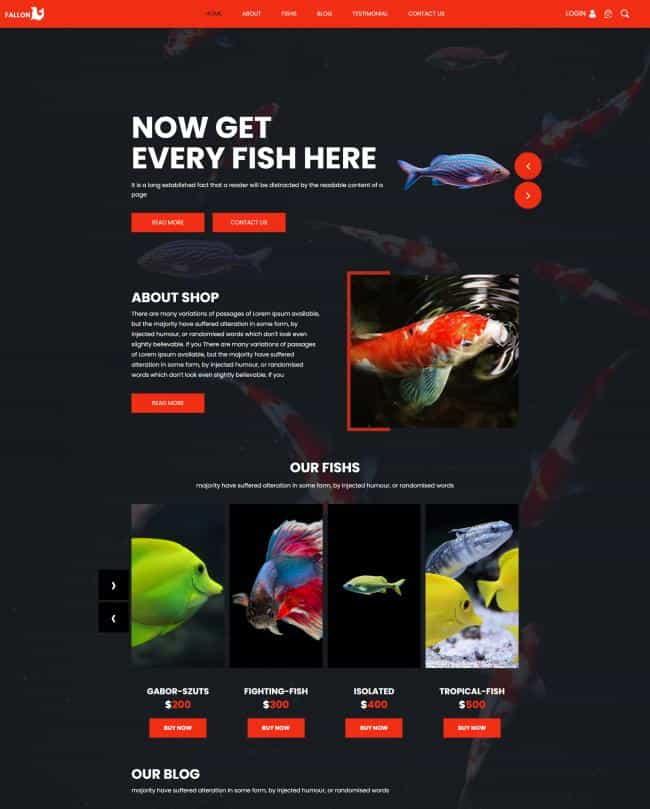 FALLON
HOME ABOUT FISHS BLOG TESTIMONIAL CONTACT US
LOGIN
NOW GET
EVERY FISH HERE
It is a long established fact that a reader will be distracted by the readable content of a
page
READ MORE CONTACT US
ABOUT SHOP
There are many variations of passages of Lorem Ipsum available,
but the majority have suffered alteration in some form, by
injected humour, or randomised words which don't look even
slightly believable. If you There are many variations of passages
of Lorem Ipsum available, but the majority have suffered
alteration in some form, by injected humour, or randomised
words which don't look even slightly believable. If you
READ MORE
OUR FISHS
majority have suffered alteration in some form, by injected humour, or randomised words
GABOR-SZUTS FIGHTING-FISH ISOLATED TROPICAL-FISH
$200 $300 $400 $500
BUY NOW BUY NOW BUY NOW BUY NOW
OUR BLOG
majority have suffered alteration in some form, by injected humour, or randomised words